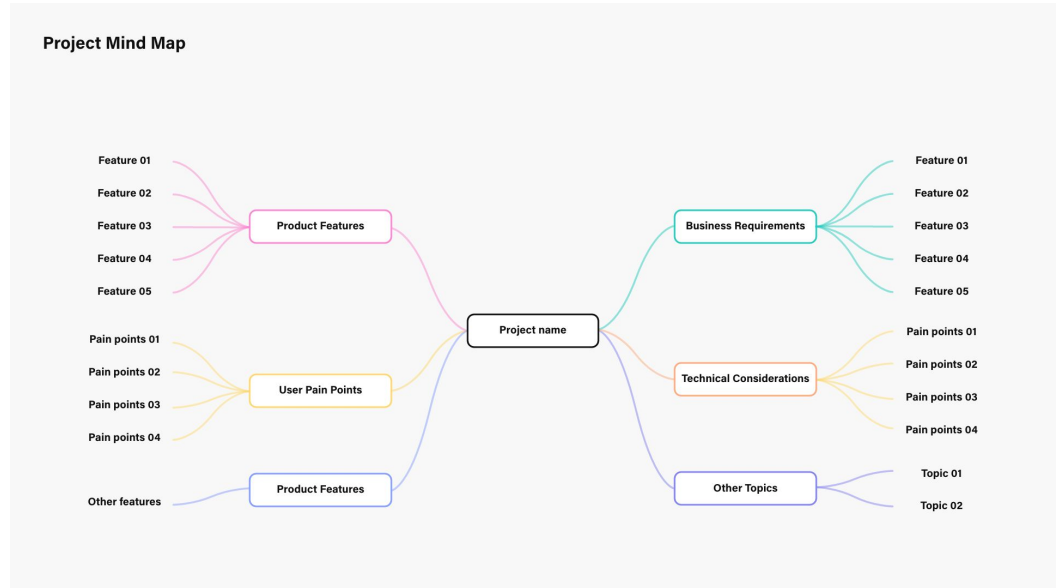 Project Mind Map
Feature 01
Feature 02
Feature 03
Feature 04
Feature 05
Product Features
Pain points 01
Pain points 02
Pain points 03
Pain points 04
User Pain Points
Other features
Product Features
Project name
Business Requirements
Feature 01
Feature 02
Feature 03
Feature 04
Feature 05
Technical Considerations
Pain points 01
Pain points 02
Pain points 03
Pain points 04
Other Topics
Topic 01
Topic 02